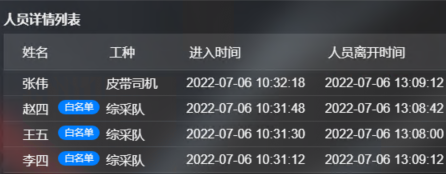 人员详情列表
姓名 工种 进入时间 人员离开时间
张伟 皮带司机 2022-07-06 10:32:18 2022-07-06 13:09:12
赵四 白名单 综采队 2022-07-06 10:31:48 2022-07-06 13:08:42
王五 白名单 综采队 2022-07-06 10:31:30 2022-07-06 13:08:00
李四 白名单 综采队 2022-07-06 10:31:12 2022-07-06 13:09:12